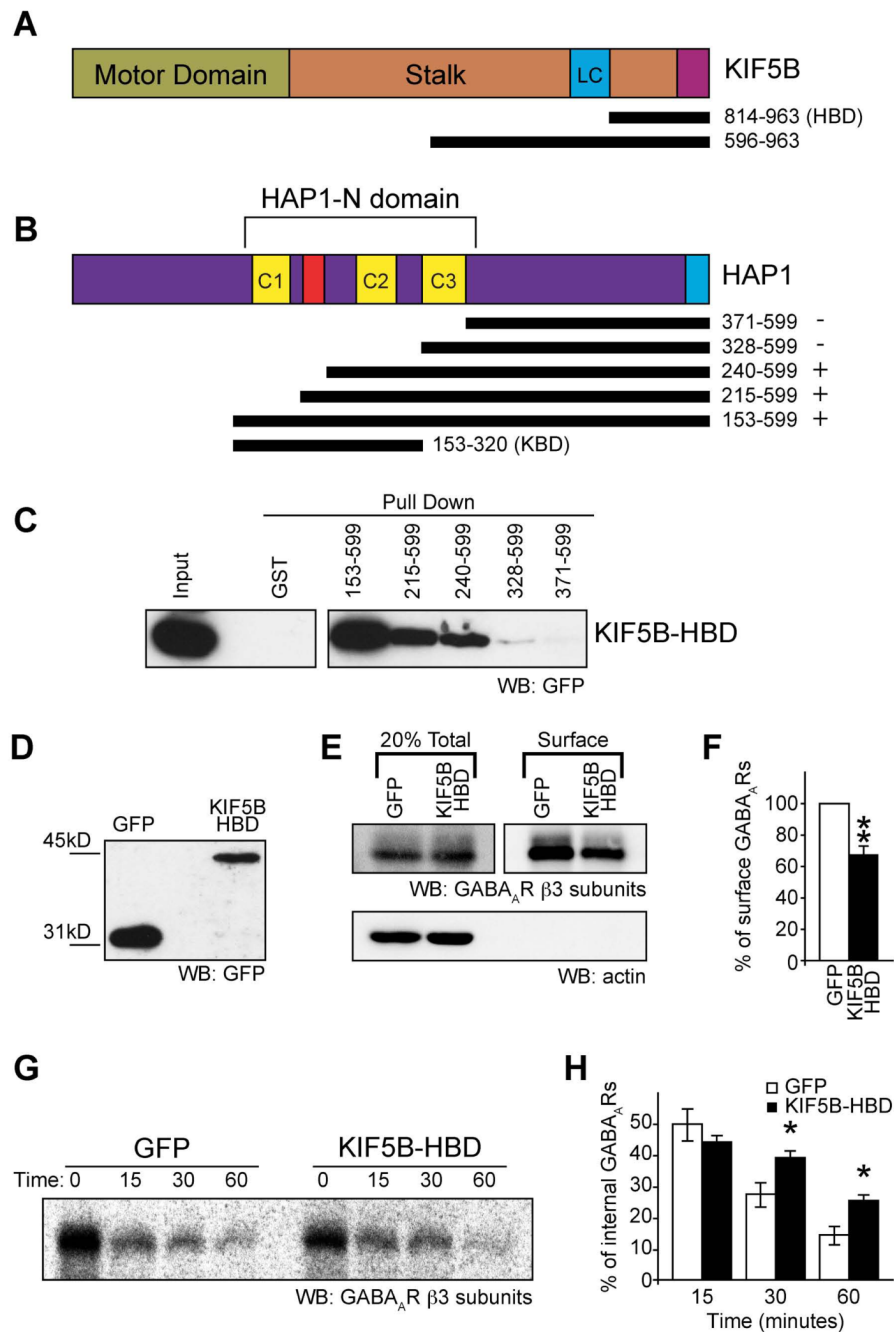 A
Motor Domain
Stalk
LC
KIF5B
814-963 (HBD)
596-963
HAP1-N domain
B
C1
C2
C3
HAP1
371-599 -
328-599 -
240-599 +
215-599 +
153-599 +
153-320 (KBD)
C
Pull Down
Input
GST
153-599
215-599
240-599
328-599
371-599
KIF5B-HBD
WB: GFP
D
GFP
KIF5B
HBD
45kD
31kD
WB: GFP
E
20% Total
Surface
GFP
KIF5B
HBD
GFP
KIF5B
HBD
WB: GABAAR β3 subunits
WB: actin
F
% of surface GABAARs
100
80
60
40
20
0
**
GFP
KIF5B
HBD
G
GFP
KIF5B-HBD
Time: 0 15 30 60 0 15 30 60
WB: GABAAR β3 subunits
H
% of internal GABAARs
GFP
KIF5B-HBD
50
40
30
20
10
0
*
*
15 30 60
Time (minutes)